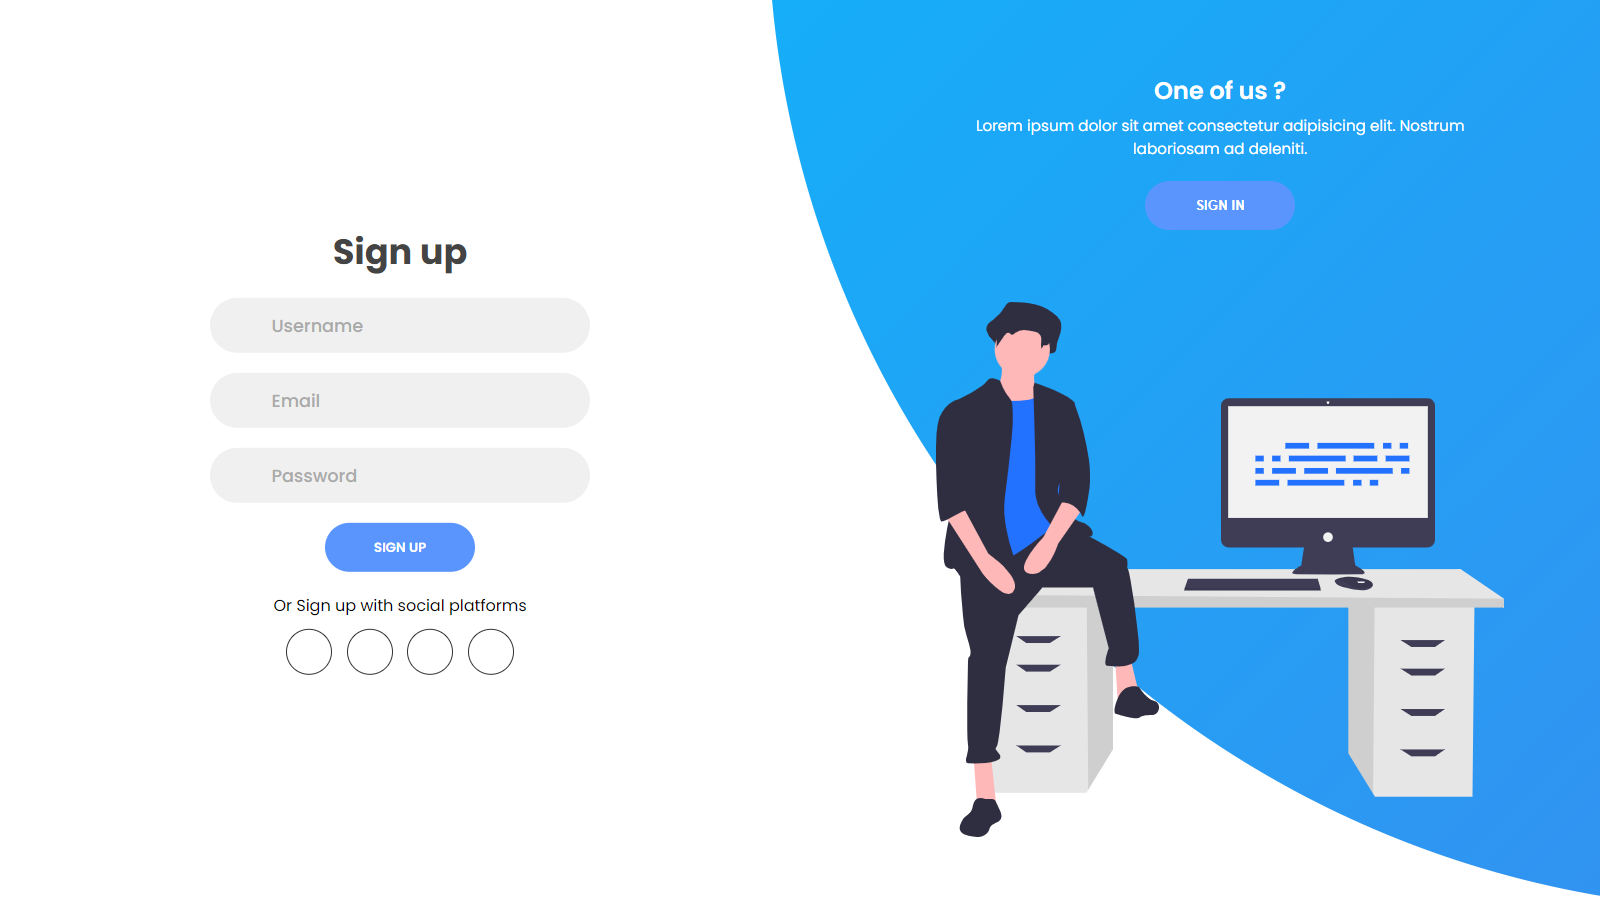 Sign up
Username
Email
Password
SIGN UP
Or Sign up with social platforms
One of us ?
Lorem ipsum dolor sit amet consectetur adipisicing elit. Nostrum
laboriosam ad deleniti.
SIGN IN